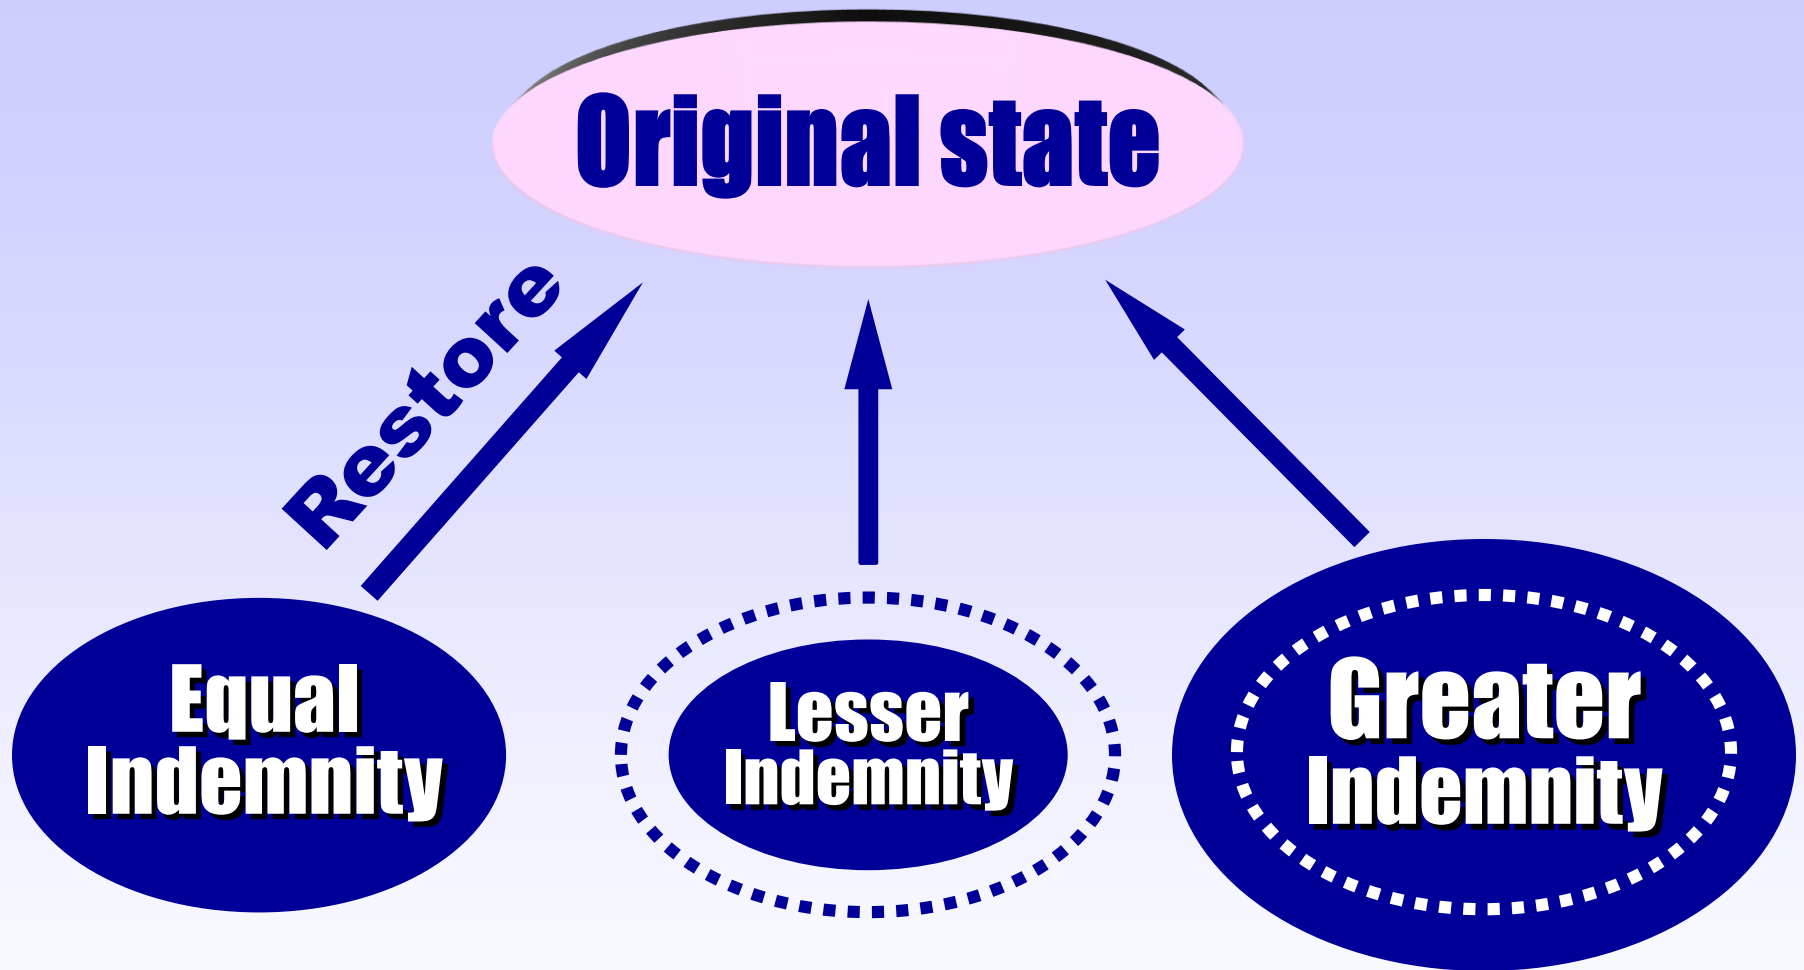 Original state
Restore
Equal
Indemnity
Lesser
Indemnity
Greater
Indemnity